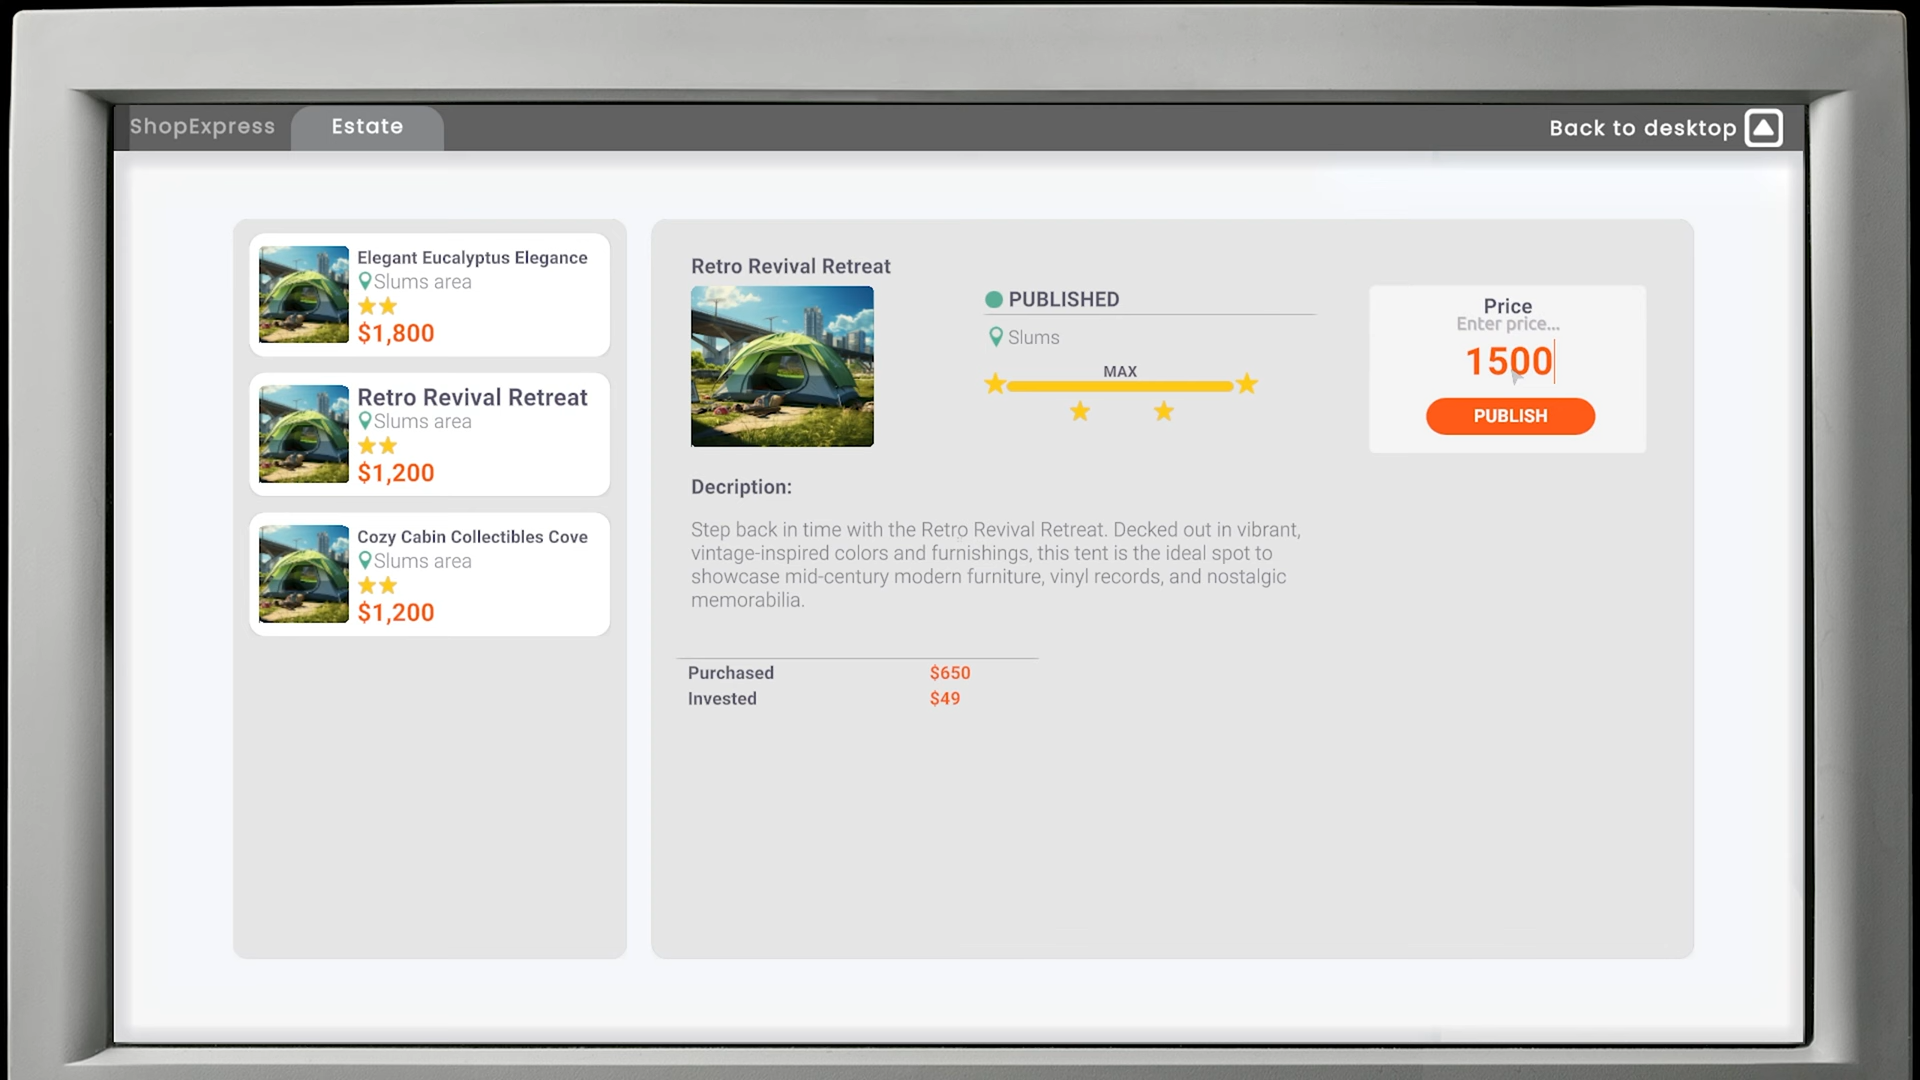 ShopExpress
Estate
Back to desktop
Elegant Eucalyptus Elegance
Slums area
$1,800
Retro Revival Retreat
Slums area
$1,200
Cozy Cabin Collectibles Cove
Slums area
$1,200
Retro Revival Retreat
PUBLISHED
Slums
MAX
Price
Enter price...
1500
PUBLISH
Decription:
Step back in time with the Retro Revival Retreat. Decked out in vibrant,
vintage-inspired colors and furnishings, this tent is the ideal spot to
showcase mid-century modern furniture, vinyl records, and nostalgic
memorabilia.
Purchased $650
Invested $49